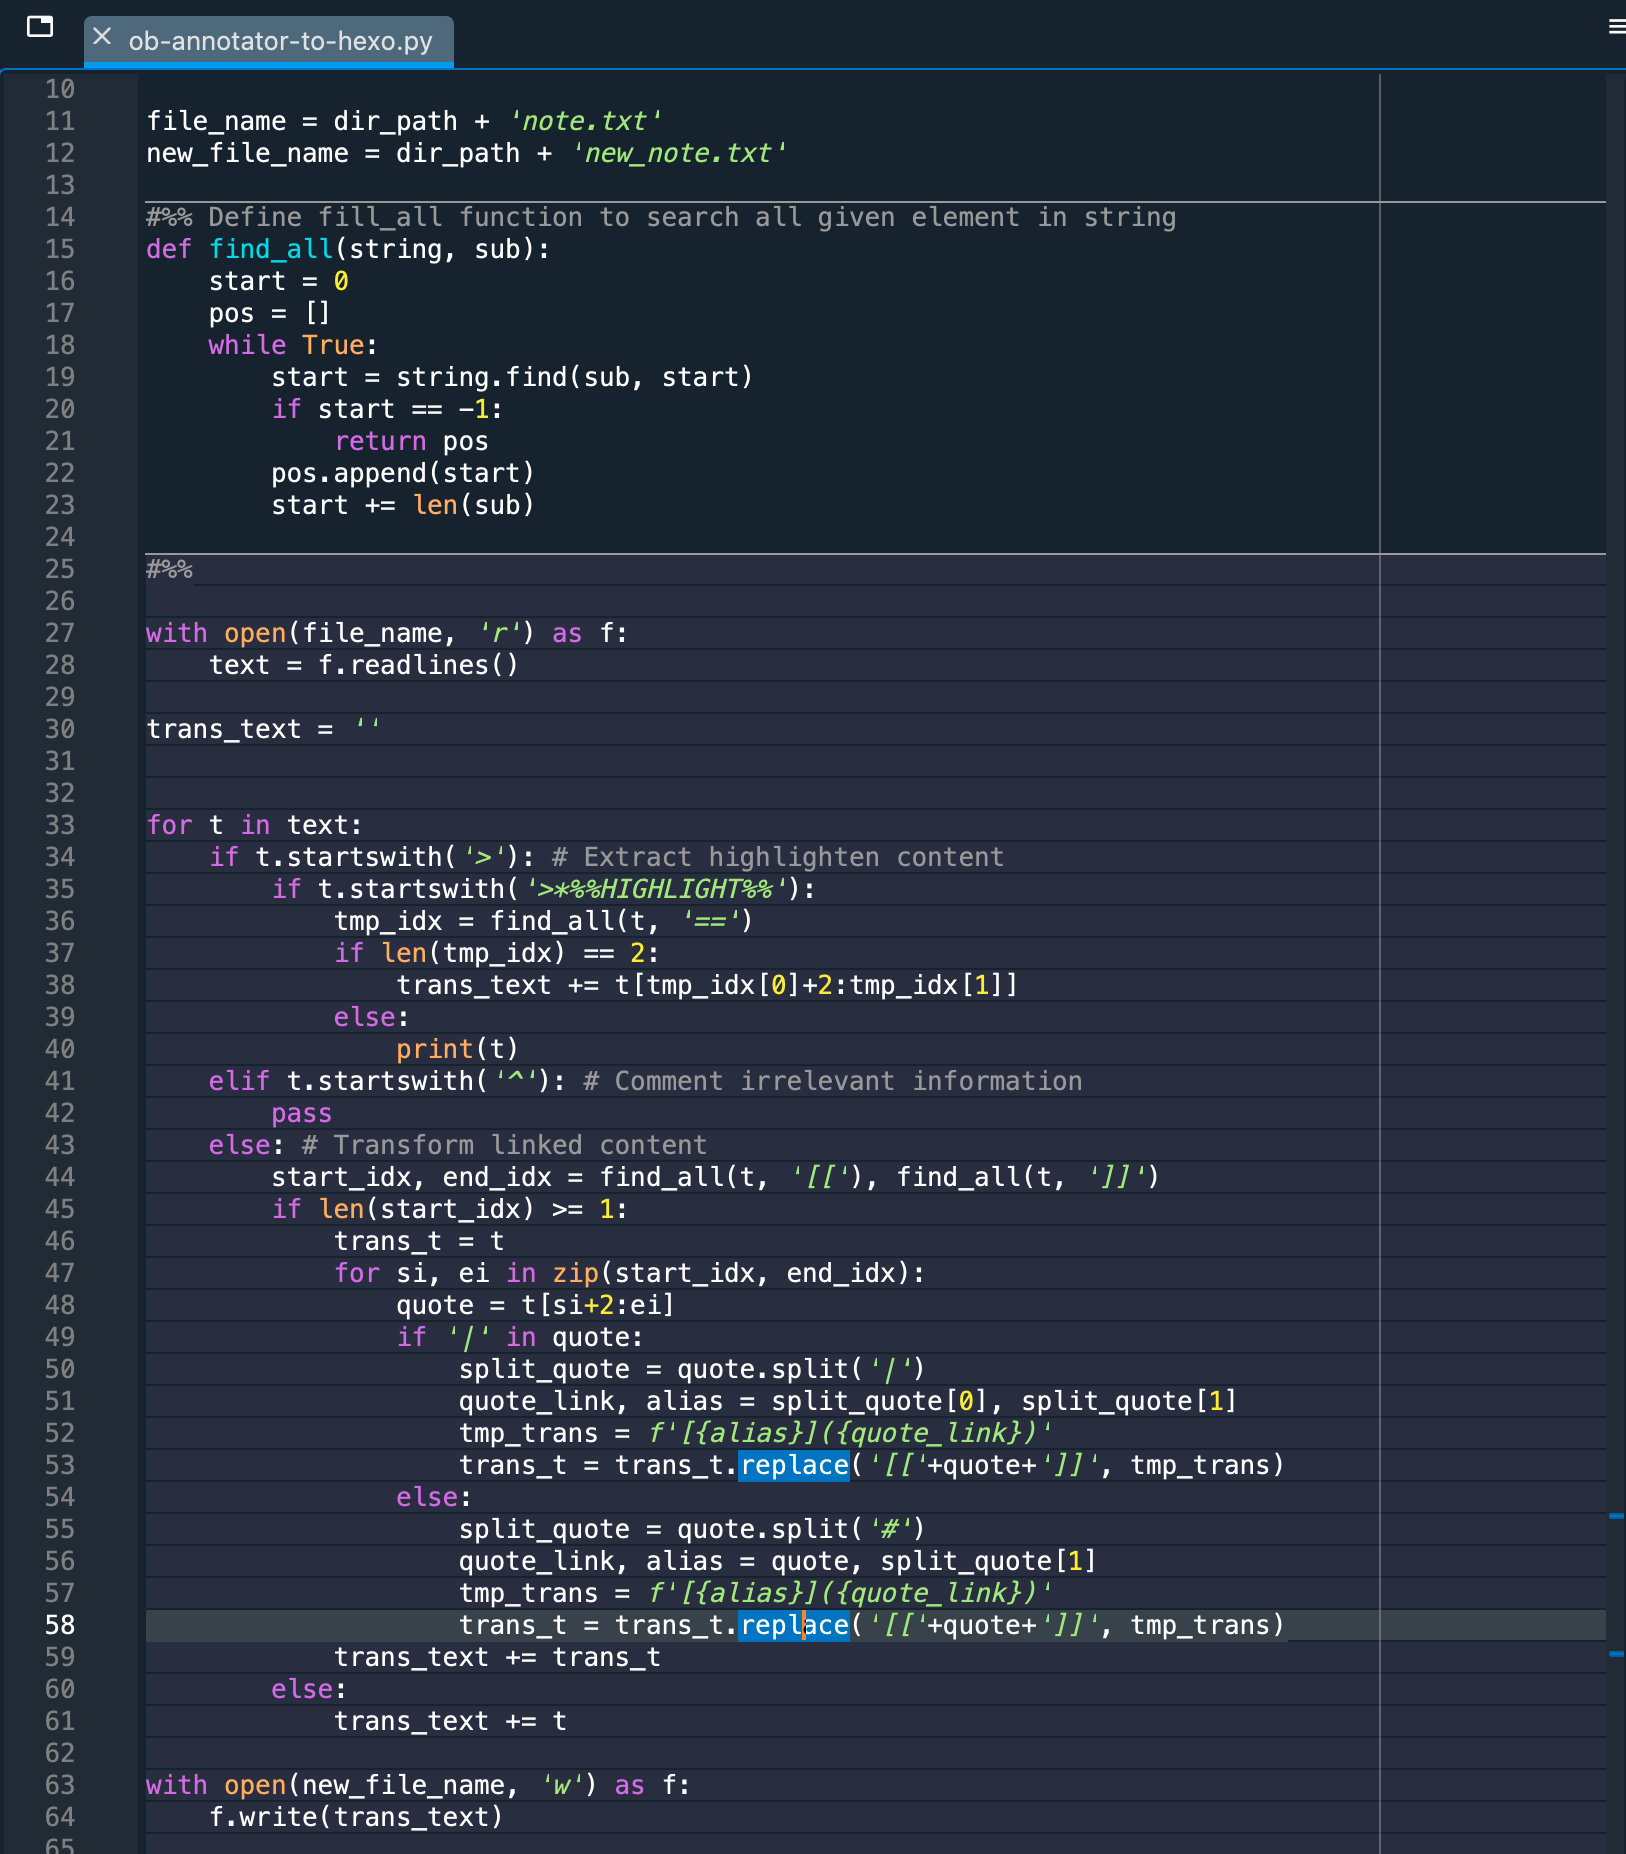 ob-annotator-to-hexo.py
10
11 file_name = dir_path + 'note.txt'
12 new_file_name = dir_path + 'new_note.txt'
13
14 #%% Define fill_all function to search all given element in string
15 def find_all(string, sub):
16     start = 0
17     pos = []
18     while True:
19         start = string.find(sub, start)
20         if start == -1:
21             return pos
22         pos.append(start)
23         start += len(sub)
24
25 #%%
26
27 with open(file_name, 'r') as f:
28     text = f.readlines()
29
30 trans_text = ''
31
32
33 for t in text:
34     if t.startswith('>'): # Extract highlighten content
35         if t.startswith('>*%%HIGHLIGHT%%'):
36             tmp_idx = find_all(t, '==')
37             if len(tmp_idx) == 2:
38                 trans_text += t[tmp_idx[0]+2:tmp_idx[1]]
39             else:
40                 print(t)
41     elif t.startswith('^'): # Comment irrelevant information
42         pass
43     else: # Transform linked content
44         start_idx, end_idx = find_all(t, '[['), find_all(t, ']]')
45         if len(start_idx) >= 1:
46             trans_t = t
47             for si, ei in zip(start_idx, end_idx):
48                 quote = t[si+2:ei]
49                 if '|' in quote:
50                     split_quote = quote.split('|')
51                     quote_link, alias = split_quote[0], split_quote[1]
52                     tmp_trans = f'[{alias}]({quote_link})'
53                     trans_t = trans_t.replace('[['+quote+']]', tmp_trans)
54                 else:
55                     split_quote = quote.split('#')
56                     quote_link, alias = quote, split_quote[1]
57                     tmp_trans = f'[{alias}]({quote_link})'
58                     trans_t = trans_t.replace('[['+quote+']]', tmp_trans)
59             trans_text += trans_t
60         else:
61             trans_text += t
62
63 with open(new_file_name, 'w') as f:
64     f.write(trans_text)
65